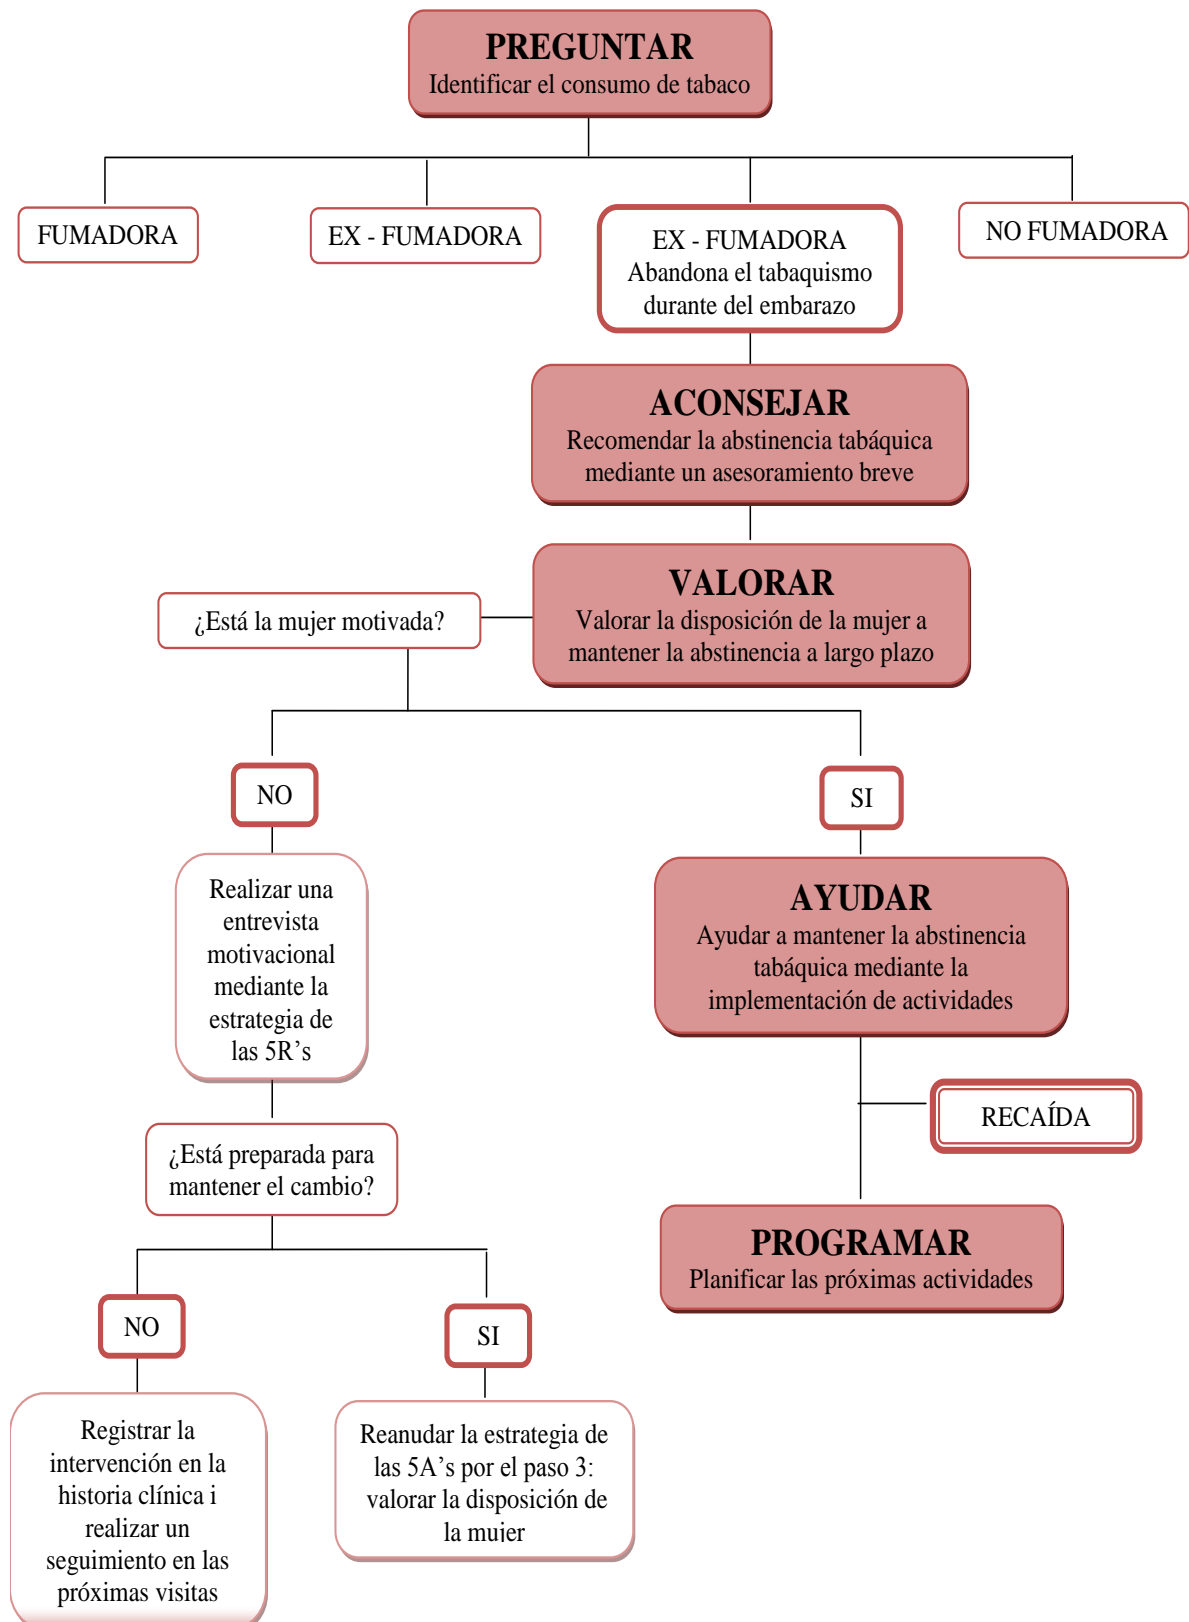 PREGUNTAR
Identificar el consumo de tabaco
FUMADORA
EX - FUMADORA
EX - FUMADORA
Abandona el tabaquismo
durante del embarazo
NO FUMADORA
ACONSEJAR
Recomendar la abstinencia tabáquica
mediante un asesoramiento breve
VALORAR
Valorar la disposición de la mujer a
mantener la abstinencia a largo plazo
¿Está la mujer motivada?
NO
SI
Realizar una
entrevista
motivacional
mediante la
estrategia de
las 5R’s
AYUDAR
Ayudar a mantener la abstinencia
tabáquica mediante la
implementación de actividades
RECAÍDA
¿Está preparada para
mantener el cambio?
PROGRAMAR
Planificar las próximas actividades
NO
SI
Registrar la
intervención en la
historia clínica i
realizar un
seguimiento en las
próximas visitas
Reanudar la estrategia de
las 5A’s por el paso 3:
valorar la disposición de
la mujer